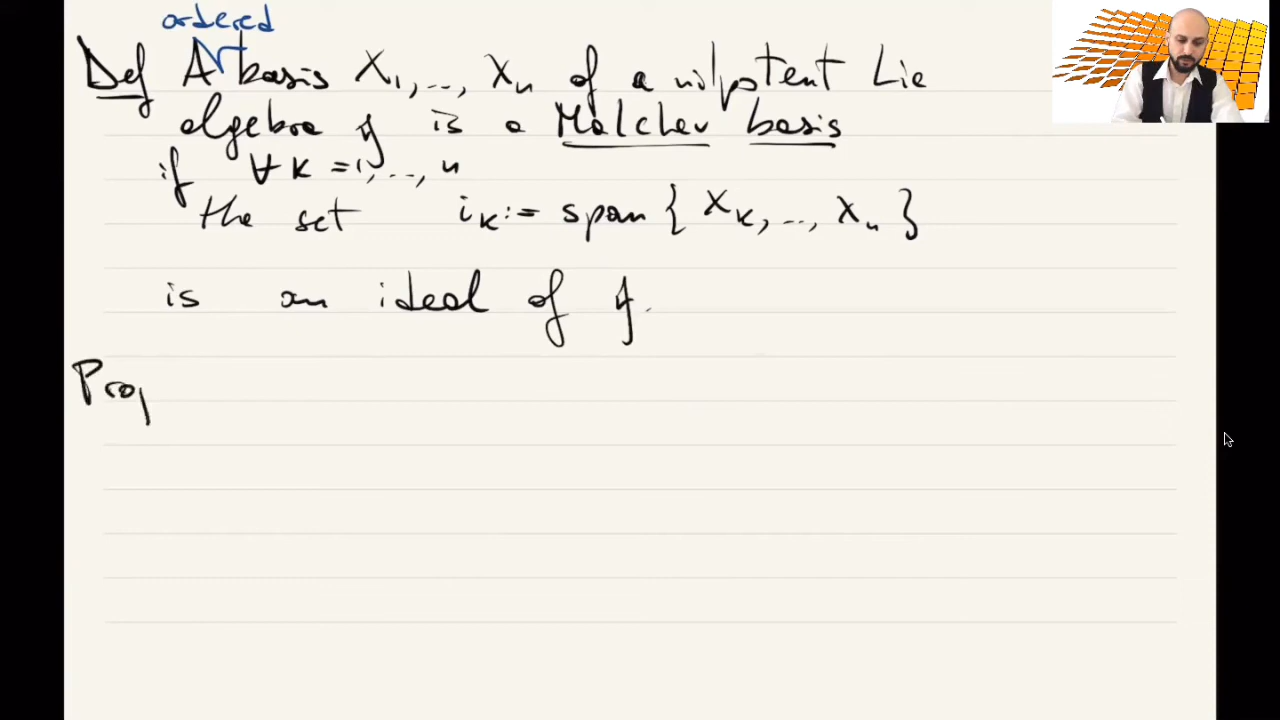 ordered
Def A basis X₁, ..., Xₙ of a nilpotent Lie
algebra 𝔤 is a Malcev basis
if ∀ k = 1, ..., n
the set iₖ := span { Xₖ, ..., Xₙ }
is an ideal of 𝔤.
Prop